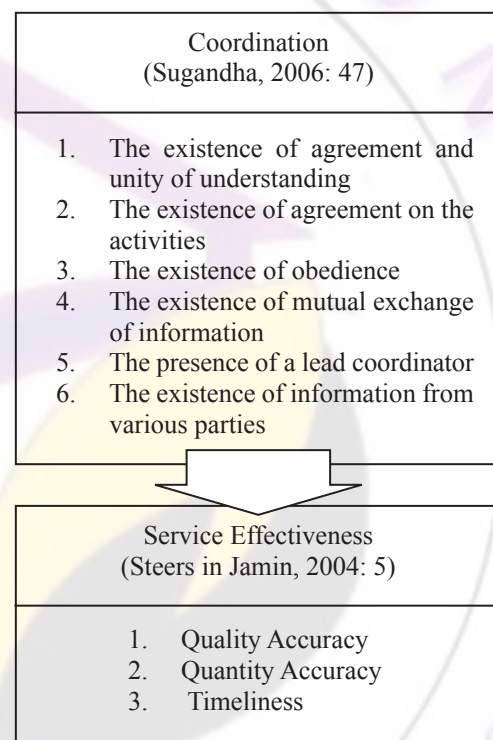 Coordination
(Sugandha, 2006: 47)
1. The existence of agreement and
unity of understanding
2. The existence of agreement on the
activities
3. The existence of obedience
4. The existence of mutual exchange
of information
5. The presence of a lead coordinator
6. The existence of information from
various parties
Service Effectiveness
(Steers in Jamin, 2004: 5)
1. Quality Accuracy
2. Quantity Accuracy
3. Timeliness